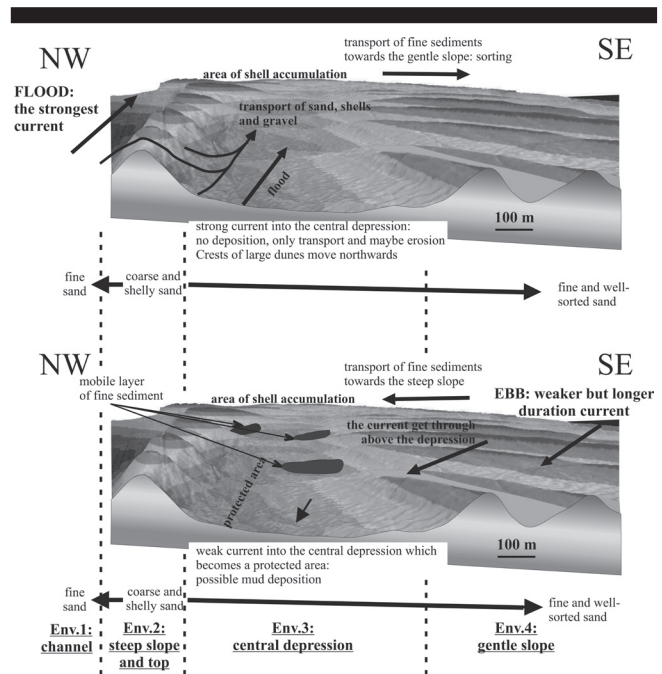 NW
SE
transport of fine sediments
towards the gentle slope: sorting
area of shell accumulation
FLOOD:
the strongest
current
transport of sand, shells
and gravel
flood
100 m
strong current into the central depression:
no deposition, only transport and maybe erosion
Crests of large dunes move northwards
fine
sand
coarse and
shelly sand
fine and well-
sorted sand
NW
SE
transport of fine sediments
towards the steep slope
mobile layer
of fine sediment
area of shell accumulation
EBB: weaker but longer
duration current
the current get through
above the depression
protected area
100 m
weak current into the central depression which
becomes a protected area:
possible mud deposition
fine
sand
coarse and
shelly sand
fine and well-
sorted sand
Env.1:
channel
Env.2:
steep slope
and top
Env.3:
central depression
Env.4:
gentle slope